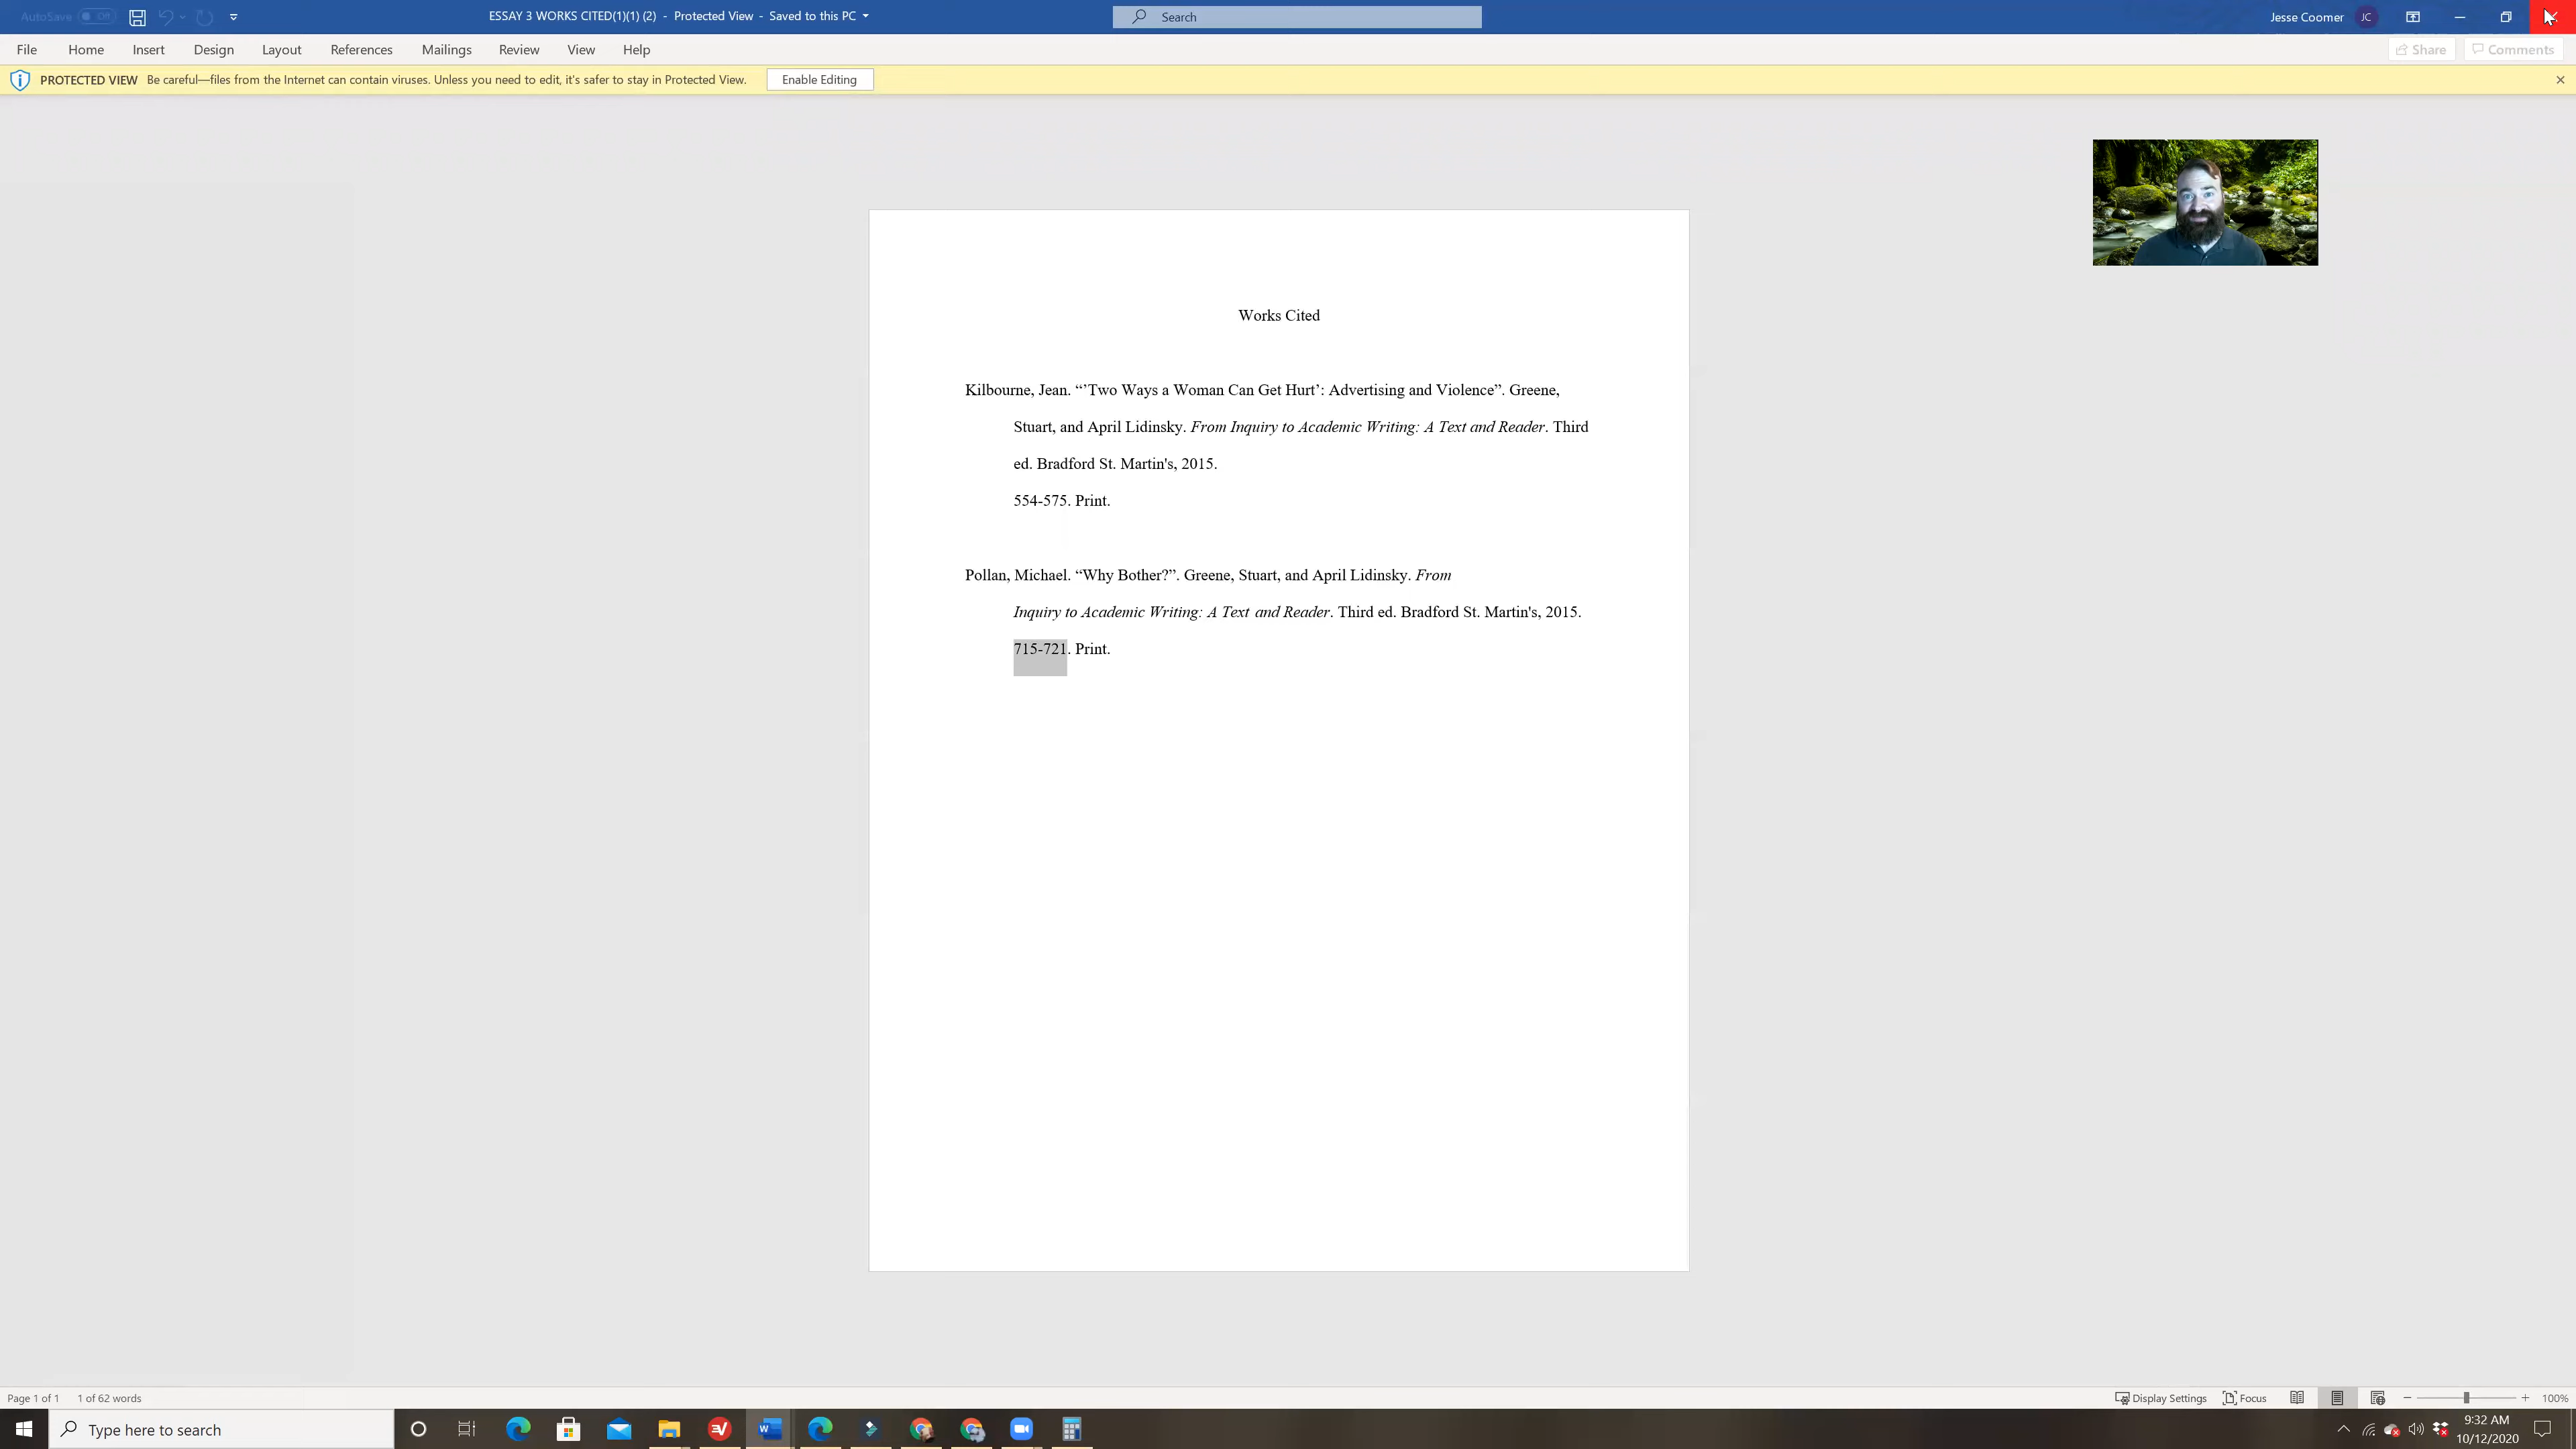 AutoSave Off ESSAY 3 WORKS CITED(1)(1) (2) - Protected View - Saved to this PC Search Jesse Coomer JC
File Home Insert Design Layout References Mailings Review View Help Share Comments
PROTECTED VIEW Be careful—files from the Internet can contain viruses. Unless you need to edit, it's safer to stay in Protected View. Enable Editing
Works Cited
Kilbourne, Jean. “’Two Ways a Woman Can Get Hurt’: Advertising and Violence”. Greene,
Stuart, and April Lidinsky. From Inquiry to Academic Writing: A Text and Reader. Third
ed. Bradford St. Martin's, 2015.
554-575. Print.
Pollan, Michael. “Why Bother?”. Greene, Stuart, and April Lidinsky. From
Inquiry to Academic Writing: A Text and Reader. Third ed. Bradford St. Martin's, 2015.
715-721. Print.
Page 1 of 1 1 of 62 words Display Settings Focus 100%
Type here to search 9:32 AM
10/12/2020